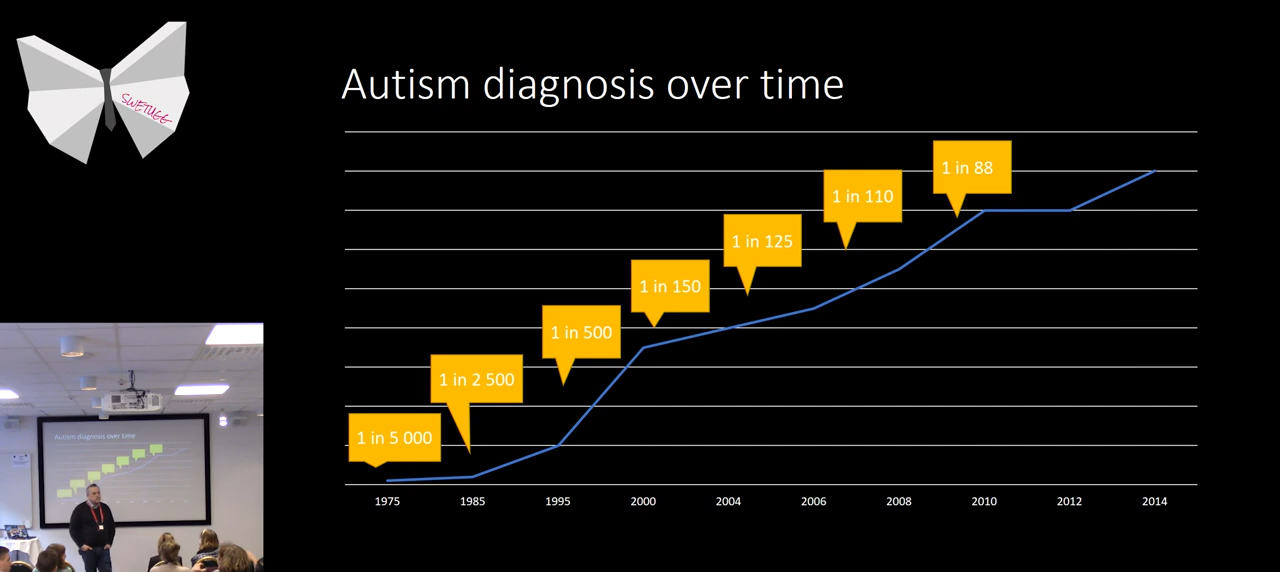 SWETUGG
Autism diagnosis over time
1 in 88
1 in 110
1 in 125
1 in 150
1 in 500
1 in 2 500
1 in 5 000
1975 1985 1995 2000 2004 2006 2008 2010 2012 2014
Autism diagnosis over time